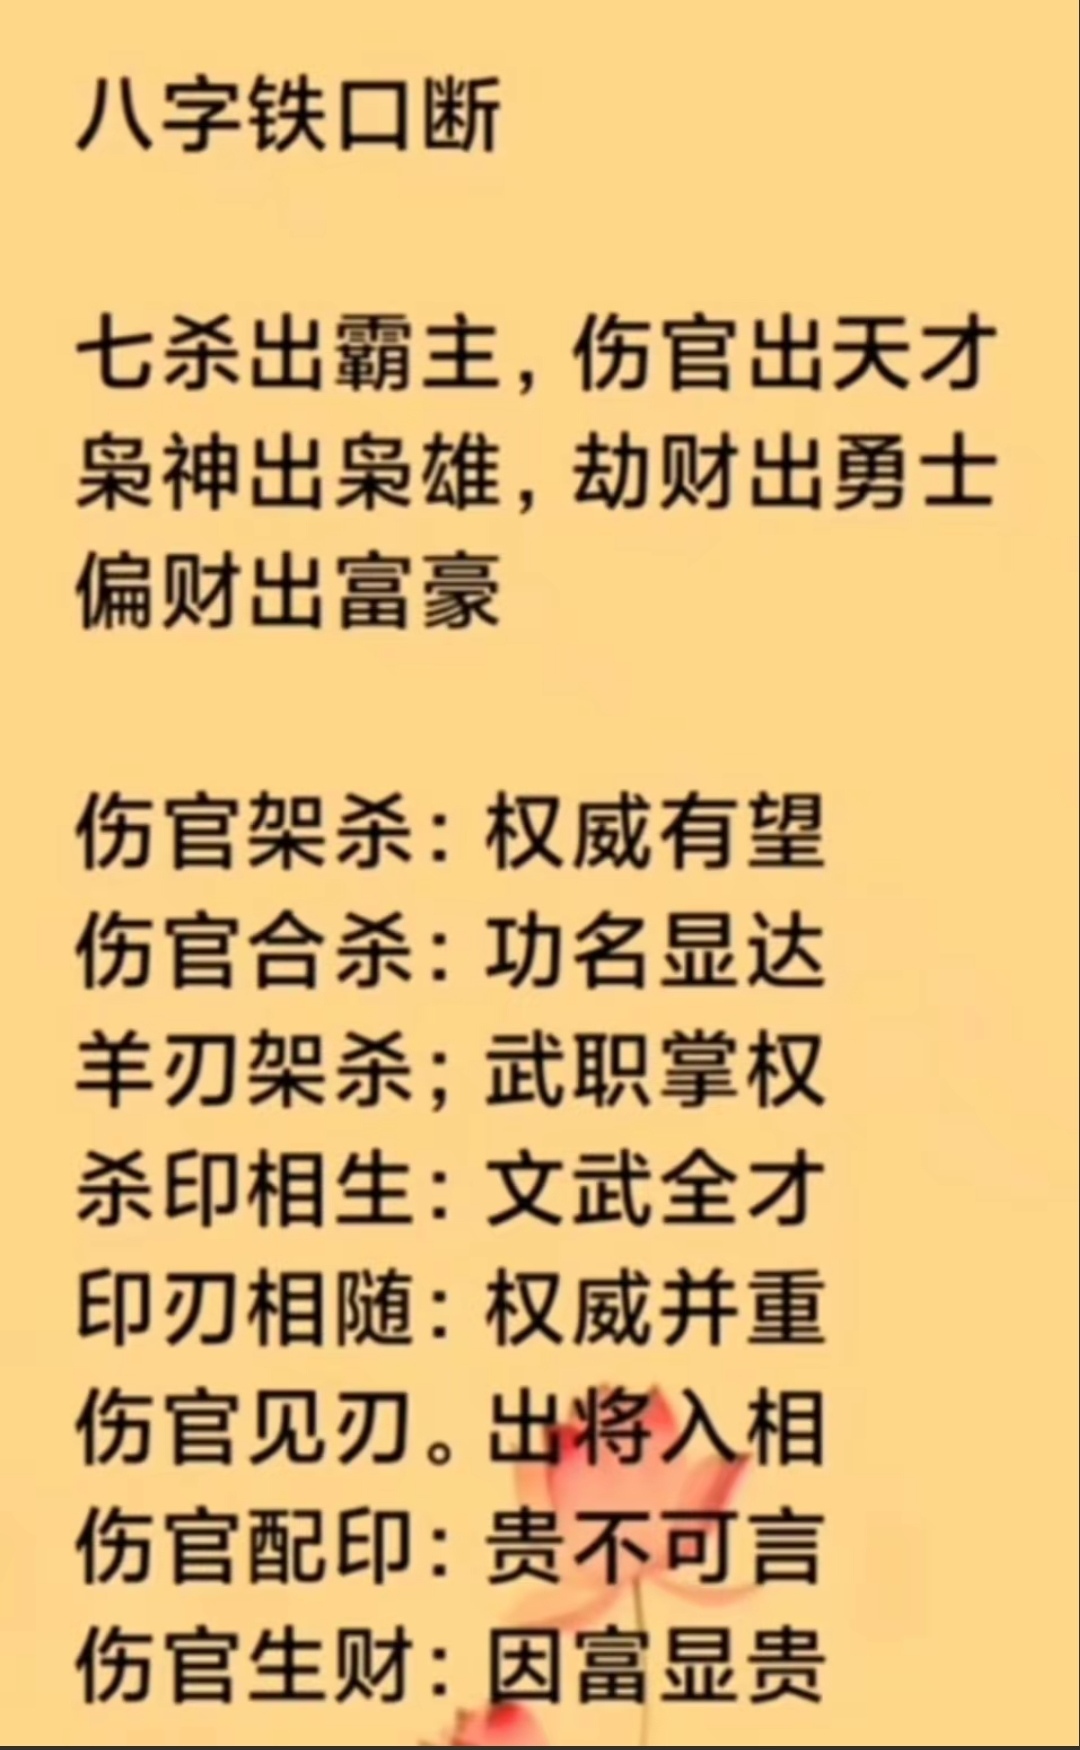 八字铁口断
七杀出霸主,伤官出天才
枭神出枭雄,劫财出勇士
偏财出富豪
伤官架杀:权威有望
伤官合杀:功名显达
羊刃架杀;武职掌权
杀印相生:文武全才
印刃相随:权威并重
伤官见刃。出将入相
伤官配印:贵不可言
伤官生财:因富显贵